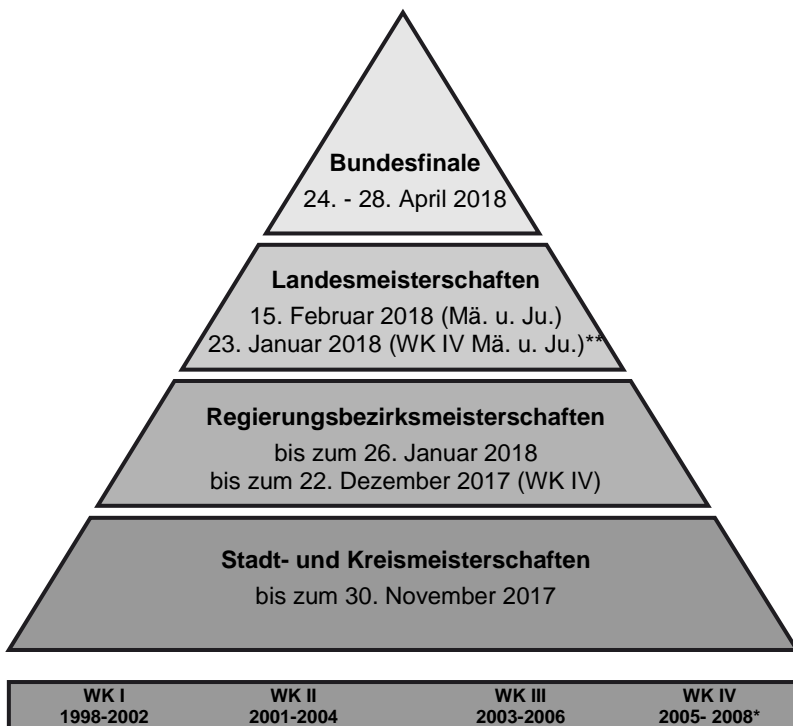 Bundesfinale
24. - 28. April 2018
Landesmeisterschaften
15. Februar 2018 (Mä. u. Ju.)
23. Januar 2018 (WK IV Mä. u. Ju.)**
Regierungsbezirksmeisterschaften
bis zum 26. Januar 2018
bis zum 22. Dezember 2017 (WK IV)
Stadt- und Kreismeisterschaften
bis zum 30. November 2017
WK I WK II WK III WK IV
1998-2002 2001-2004 2003-2006 2005- 2008*